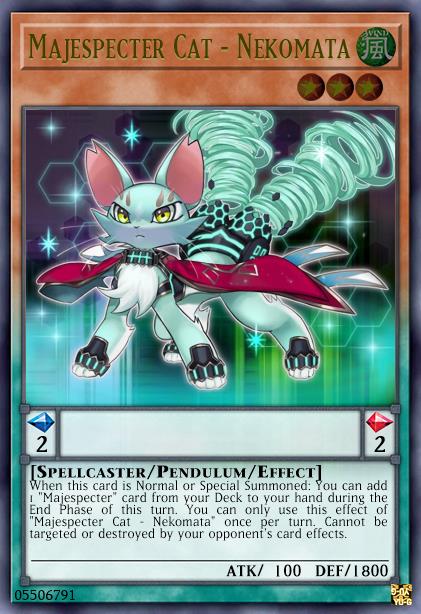 Majespecter Cat - Nekomata
WIND
風
2
2
[Spellcaster/Pendulum/Effect]
When this card is Normal or Special Summoned: You can add
1 "Majespecter" card from your Deck to your hand during the
End Phase of this turn. You can only use this effect of
"Majespecter Cat - Nekomata" once per turn. Cannot be
targeted or destroyed by your opponent's card effects.
ATK/ 100 DEF/1800
05506791